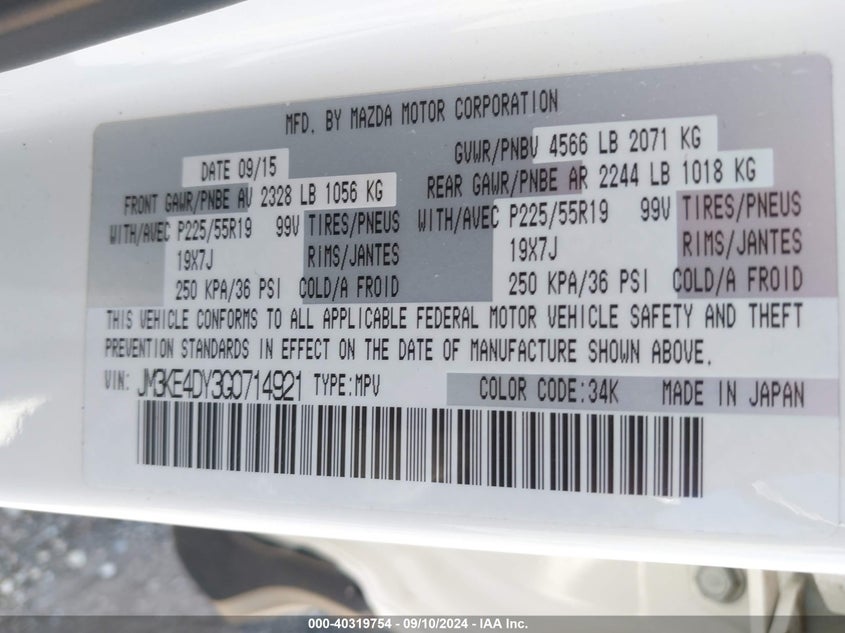 MFD. BY MAZDA MOTOR CORPORATION
DATE 09/15
GVWR/PNBV 4566 LB 2071 KG
FRONT GAWR/PNBE AV 2328 LB 1056 KG
REAR GAWR/PNBE AR 2244 LB 1018 KG
WITH/AVEC P225/55R19 99V TIRES/PNEUS
WITH/AVEC P225/55R19 99V TIRES/PNEUS
19X7J RIMS/JANTES
19X7J RIMS/JANTES
250 KPA/36 PSI COLD/A FROID
250 KPA/36 PSI COLD/A FROID
THIS VEHICLE CONFORMS TO ALL APPLICABLE FEDERAL MOTOR VEHICLE SAFETY AND THEFT
PREVENTION STANDARDS IN EFFECT ON THE DATE OF MANUFACTURE SHOWN ABOVE.
VIN: JM3KE4DY3G0714921 TYPE:MPV COLOR CODE:34K MADE IN JAPAN
000-40319754 - 09/10/2024 - IAA Inc.